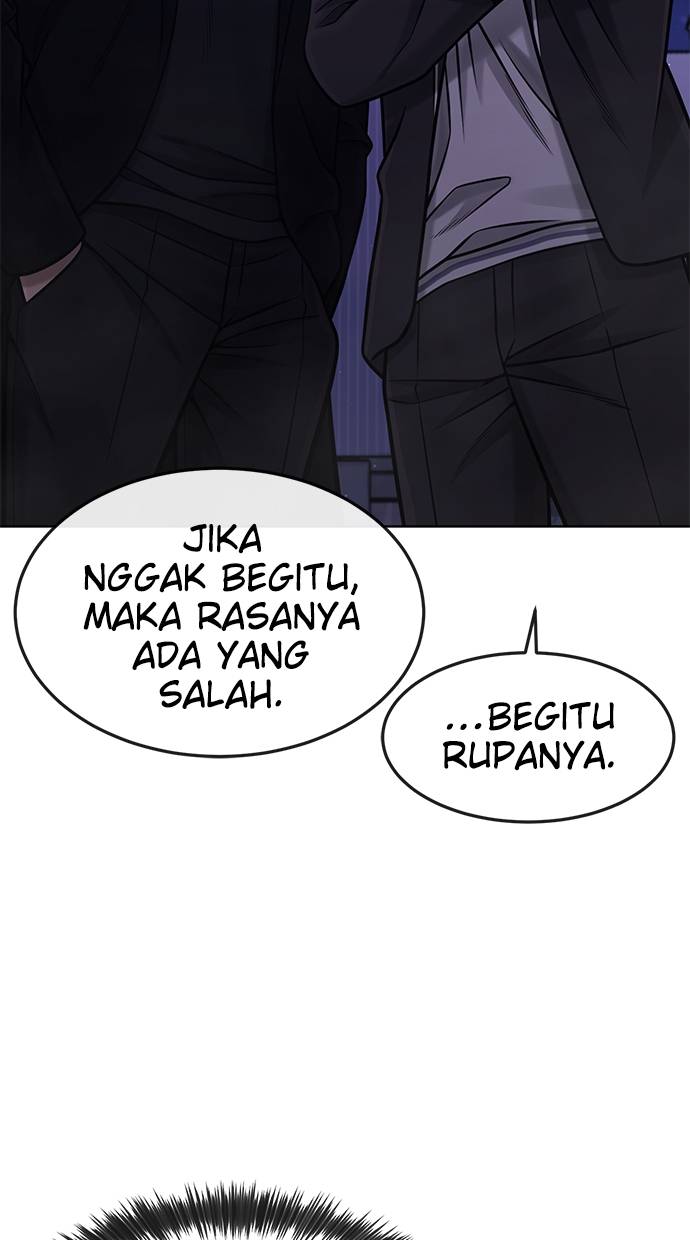 JIKA
NGGAK BEGITU,
MAKA RASANYA
ADA YANG
SALAH.
...BEGITU
RUPANYA.